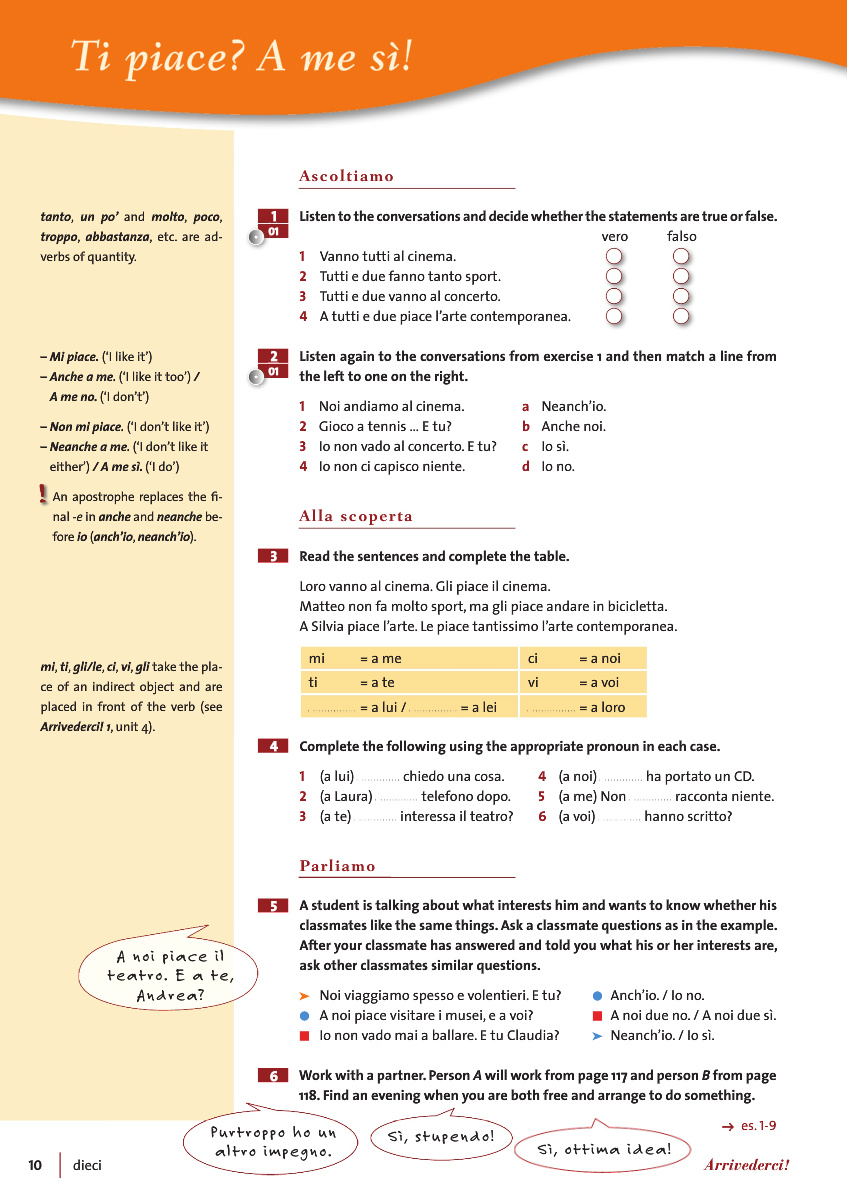 Ti piace? A me sì!
tanto, un po’ and molto, poco,
troppo, abbastanza, etc. are ad-
verbs of quantity.
– Mi piace. (‘I like it’)
– Anche a me. (‘I like it too’) /
A me no. (‘I don’t’)
– Non mi piace. (‘I don’t like it’)
– Neanche a me. (‘I don’t like it
either’) / A me sì. (‘I do’)
! An apostrophe replaces the fi-
nal -e in anche and neanche be-
fore io (anch’io, neanch’io).
mi, ti, gli/le, ci, vi, gli take the pla-
ce of an indirect object and are
placed in front of the verb (see
Arrivederci! 1, unit 4).
Ascoltiamo
1 Listen to the conversations and decide whether the statements are true or false.
01
vero falso
1 Vanno tutti al cinema.
2 Tutti e due fanno tanto sport.
3 Tutti e due vanno al concerto.
4 A tutti e due piace l’arte contemporanea.
2 Listen again to the conversations from exercise 1 and then match a line from
01 the left to one on the right.
1 Noi andiamo al cinema. a Neanch’io.
2 Gioco a tennis ... E tu? b Anche noi.
3 Io non vado al concerto. E tu? c Io sì.
4 Io non ci capisco niente. d Io no.
Alla scoperta
3 Read the sentences and complete the table.
Loro vanno al cinema. Gli piace il cinema.
Matteo non fa molto sport, ma gli piace andare in bicicletta.
A Silvia piace l’arte. Le piace tantissimo l’arte contemporanea.
mi = a me ci = a noi
ti = a te vi = a voi
.............. = a lui / .............. = a lei .............. = a loro
4 Complete the following using the appropriate pronoun in each case.
1 (a lui) .............. chiedo una cosa. 4 (a noi) .............. ha portato un CD.
2 (a Laura) .............. telefono dopo. 5 (a me) Non .............. racconta niente.
3 (a te) .............. interessa il teatro? 6 (a voi) .............. hanno scritto?
Parliamo
5 A student is talking about what interests him and wants to know whether his
classmates like the same things. Ask a classmate questions as in the example.
After your classmate has answered and told you what his or her interests are,
ask other classmates similar questions.
A noi piace il
teatro. E a te,
Andrea?
Noi viaggiamo spesso e volentieri. E tu? Anch’io. / Io no.
A noi piace visitare i musei, e a voi? A noi due no. / A noi due sì.
Io non vado mai a ballare. E tu Claudia? Neanch’io. / Io sì.
6 Work with a partner. Person A will work from page 117 and person B from page
118. Find an evening when you are both free and arrange to do something.
Purtroppo ho un
altro impegno.
Sì, stupendo!
Sì, ottima idea!
→ es. 1-9
10 dieci
Arrivederci!